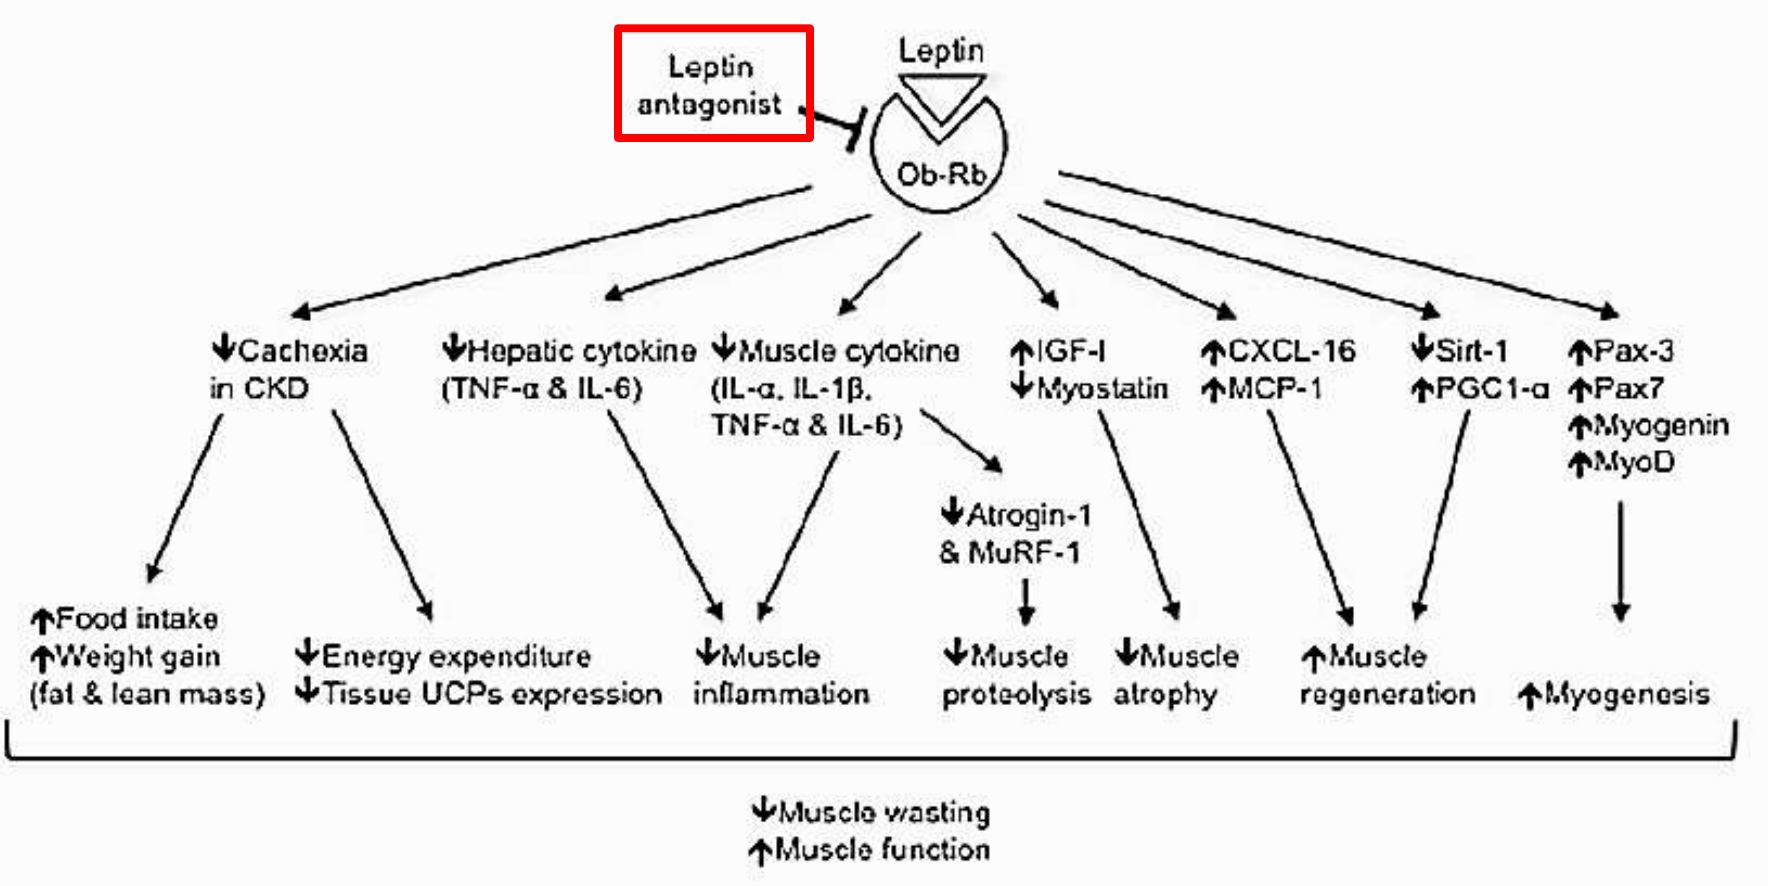 Leptin
antagonist
Leptin
Ob-Rb
↓Cachexia
in CKD
↓Hepatic cytokine
(TNF-α & IL-6)
↓Muscle cytokine
(IL-α, IL-1β,
TNF-α & IL-6)
↑IGF-I
↓Myostatin
↑CXCL-16
↑MCP-1
↓Sirt-1
↑PGC1-α
↑Pax-3
↑Pax7
↑Myogenin
↑MyoD
↓Atrogin-1
& MuRF-1
↑Food intake
↑Weight gain
(fat & lean mass)
↓Energy expenditure
↓Tissue UCPs expression
↓Muscle
inflammation
↓Muscle
proteolysis
↓Muscle
atrophy
↑Muscle
regeneration
↑Myogenesis
↓Muscle wasting
↑Muscle function